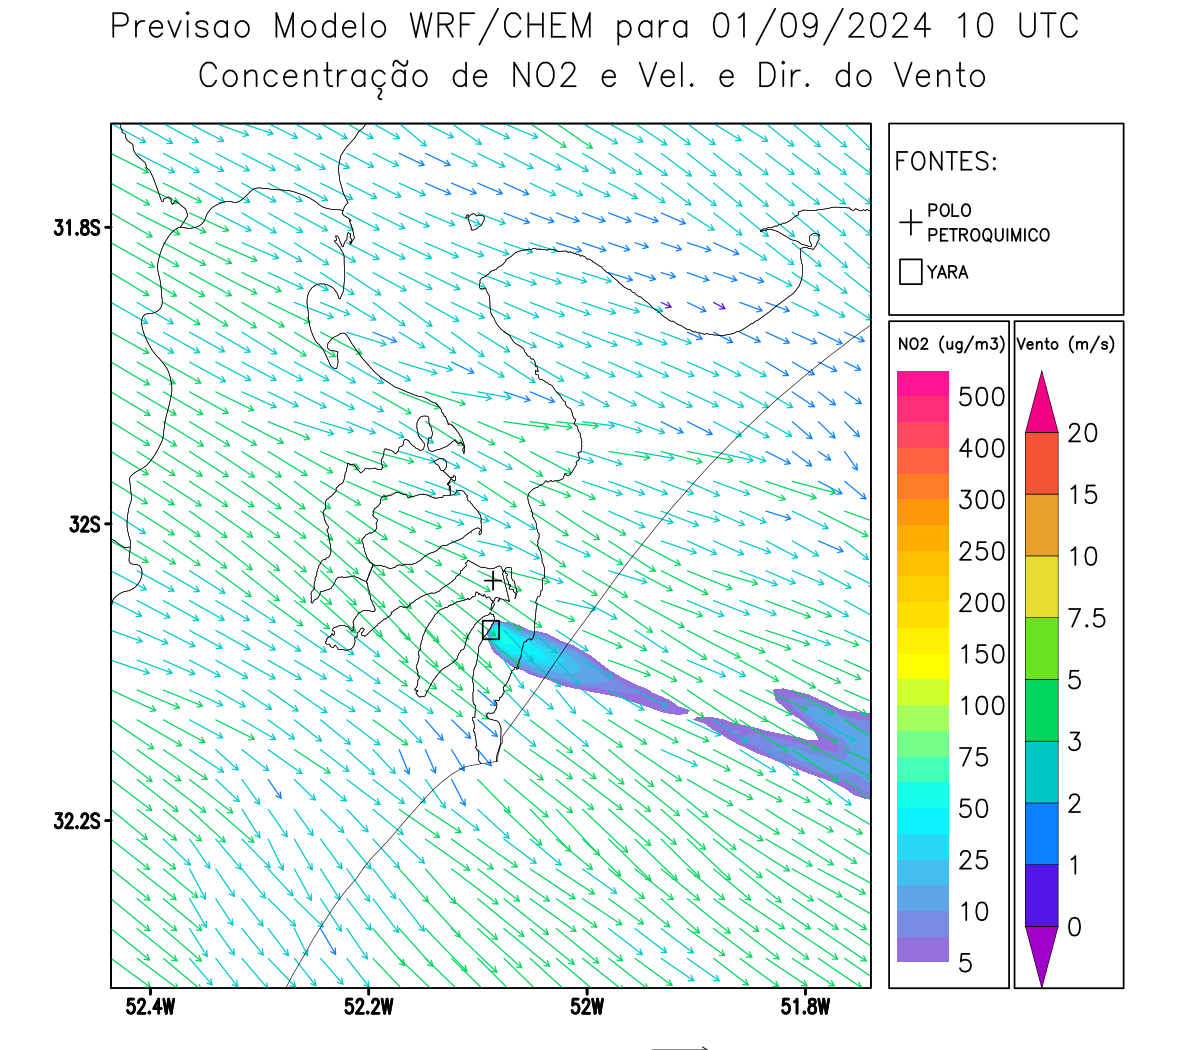 Previsao Modelo WRF/CHEM para 01/09/2024 10 UTC
Concentração de NO2 e Vel. e Dir. do Vento
FONTES:
POLO
PETROQUIMICO
YARA
NO2 (ug/m3)
500
400
300
250
200
150
100
75
50
25
10
5
Vento (m/s)
20
15
10
7.5
5
3
2
1
0
31.8S
32S
32.2S
52.4W
52.2W
52W
51.8W